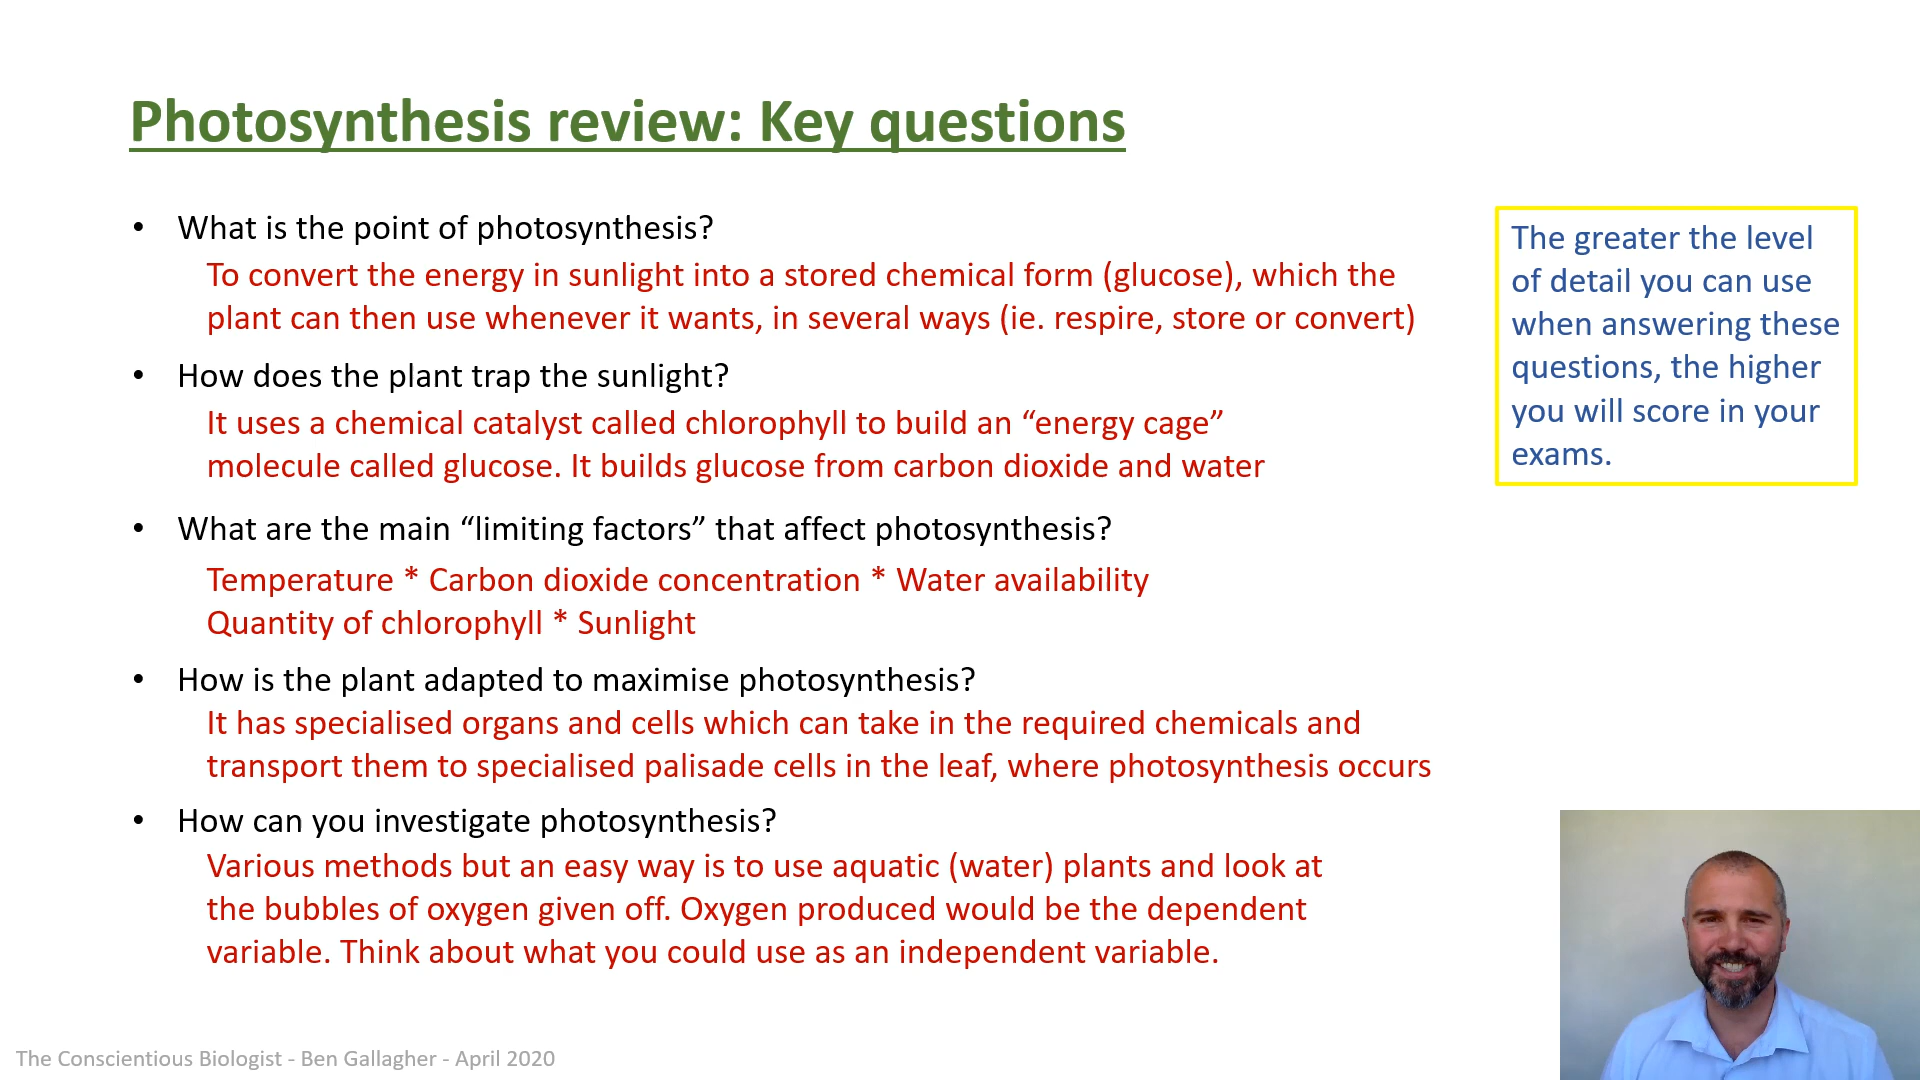 Photosynthesis review: Key questions
• What is the point of photosynthesis?
To convert the energy in sunlight into a stored chemical form (glucose), which the
plant can then use whenever it wants, in several ways (ie. respire, store or convert)
• How does the plant trap the sunlight?
It uses a chemical catalyst called chlorophyll to build an “energy cage”
molecule called glucose. It builds glucose from carbon dioxide and water
• What are the main “limiting factors” that affect photosynthesis?
Temperature * Carbon dioxide concentration * Water availability
Quantity of chlorophyll * Sunlight
• How is the plant adapted to maximise photosynthesis?
It has specialised organs and cells which can take in the required chemicals and
transport them to specialised palisade cells in the leaf, where photosynthesis occurs
• How can you investigate photosynthesis?
Various methods but an easy way is to use aquatic (water) plants and look at
the bubbles of oxygen given off. Oxygen produced would be the dependent
variable. Think about what you could use as an independent variable.
The greater the level
of detail you can use
when answering these
questions, the higher
you will score in your
exams.
The Conscientious Biologist - Ben Gallagher - April 2020